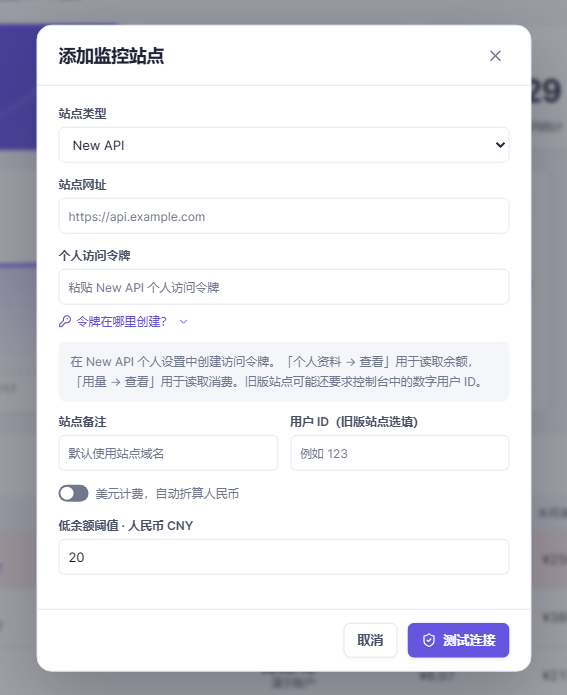 添加监控站点
29
站点类型
New API
站点网址
https://api.example.com
个人访问令牌
粘贴 New API 个人访问令牌
令牌在哪里创建?
在 New API 个人设置中创建访问令牌。「个人资料 → 查看」用于读取余额，
「用量 → 查看」用于读取消费。旧版站点可能还要求控制台中的数字用户 ID。
站点备注
用户 ID（旧版站点选填）
默认使用站点域名
例如 123
美元计费，自动折算人民币
低余额阈值 · 人民币 CNY
20
取消
测试连接